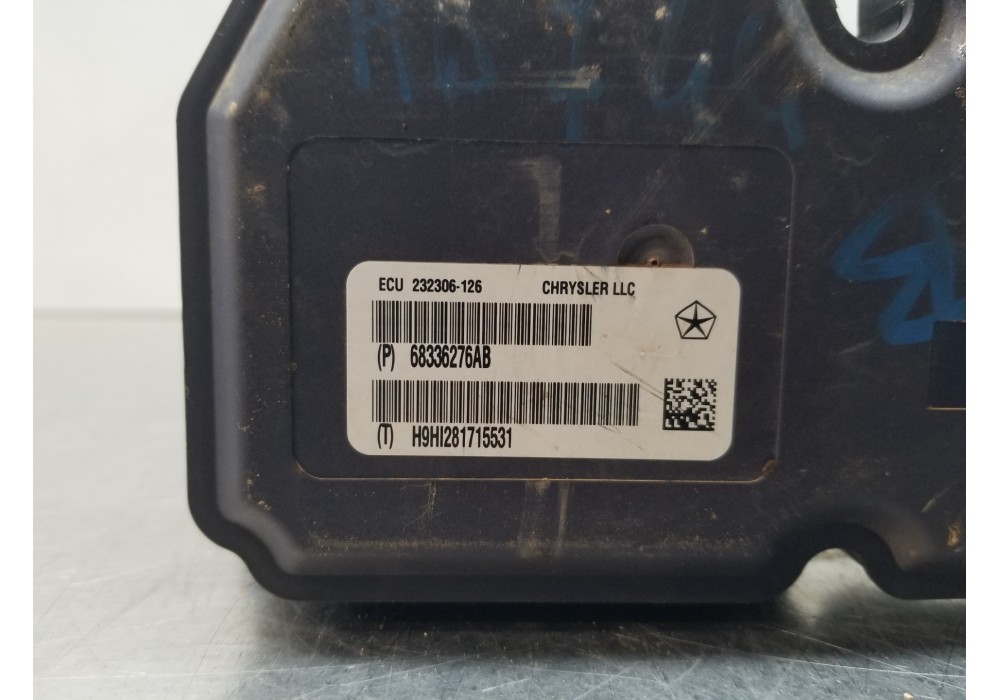 ECU 232306-126 CHRYSLER LLC
(P) 68336276AB
(T) H9HI281715531